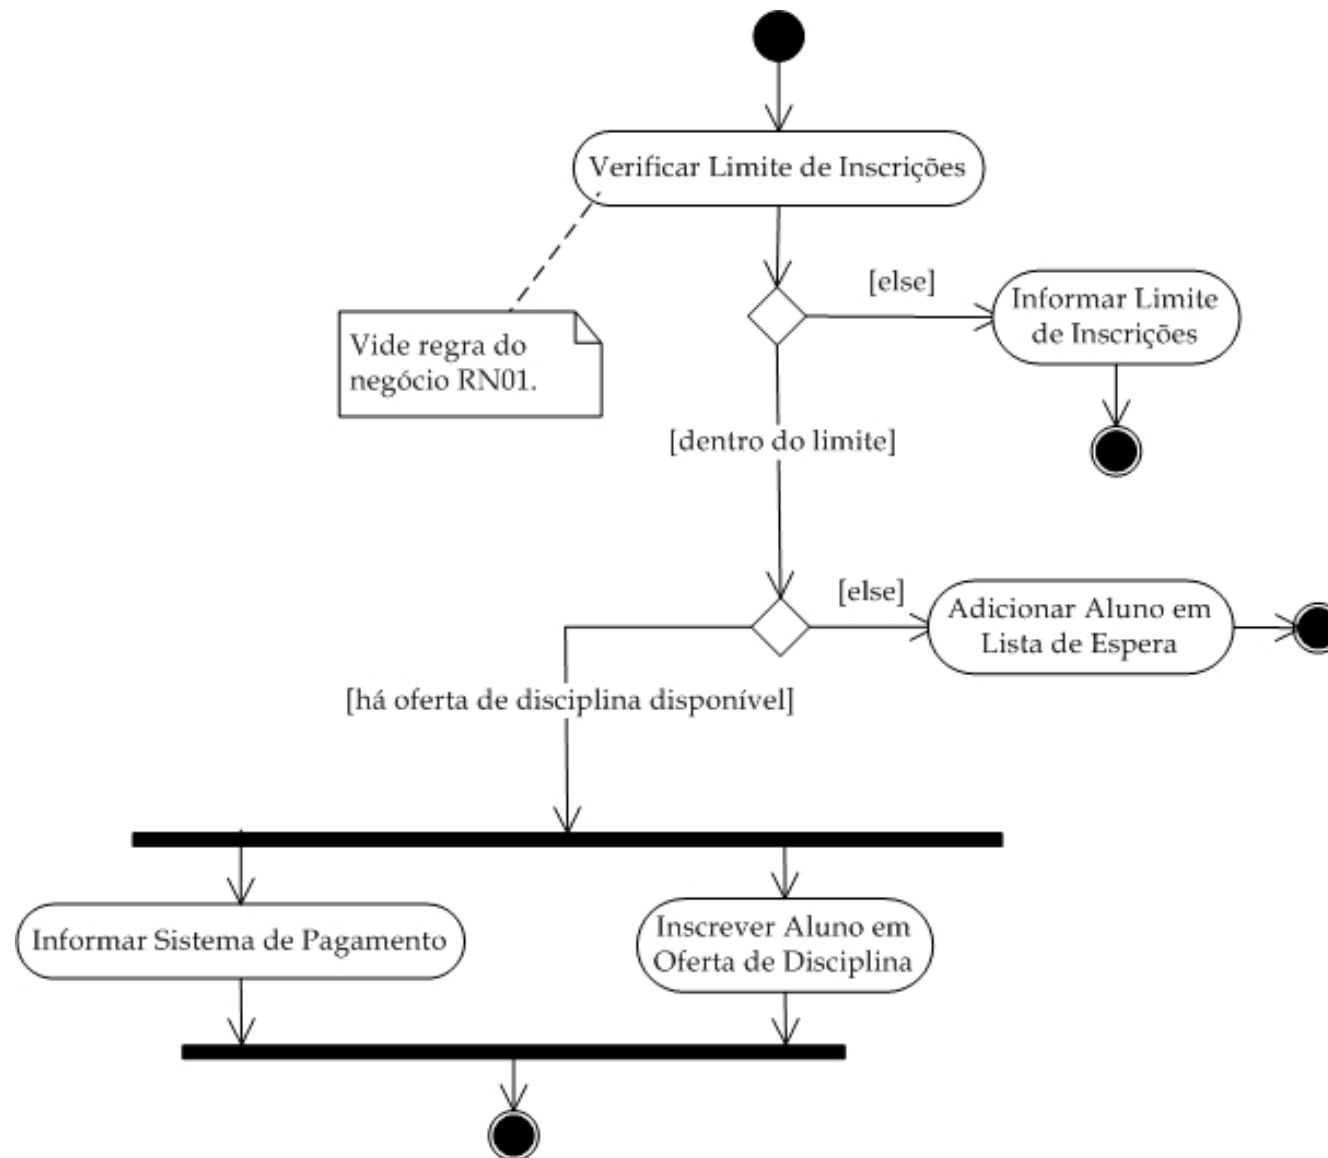 Verificar Limite de Inscrições
[else]
Informar Limite
de Inscrições
Vide regra do
negócio RN01.
[dentro do limite]
[else]
Adicionar Aluno em
Lista de Espera
[há oferta de disciplina disponível]
Informar Sistema de Pagamento
Inscrever Aluno em
Oferta de Disciplina